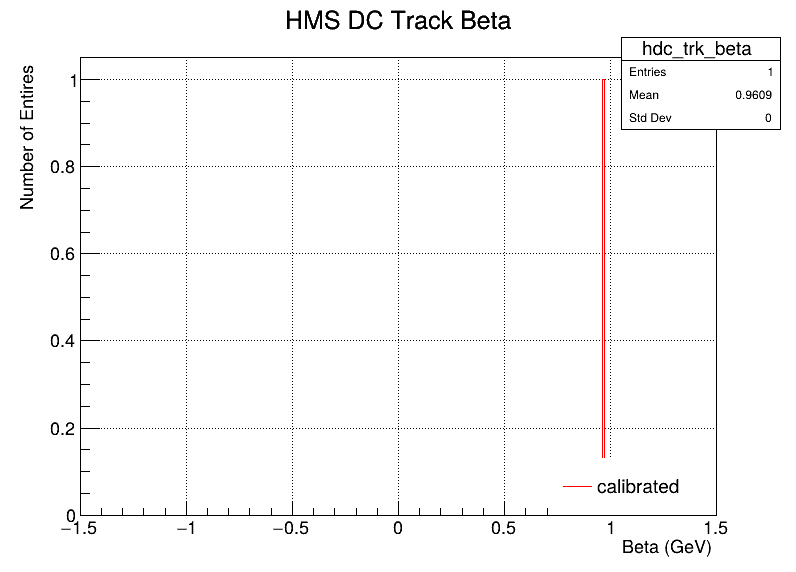 HMS DC Track Beta
hdc_trk_beta
Entries 1
Mean 0.9609
Std Dev 0
Number of Entires
1
0.8
0.6
0.4
0.2
0
calibrated
−1.5 −1 −0.5 0 0.5 1 1.5
Beta (GeV)